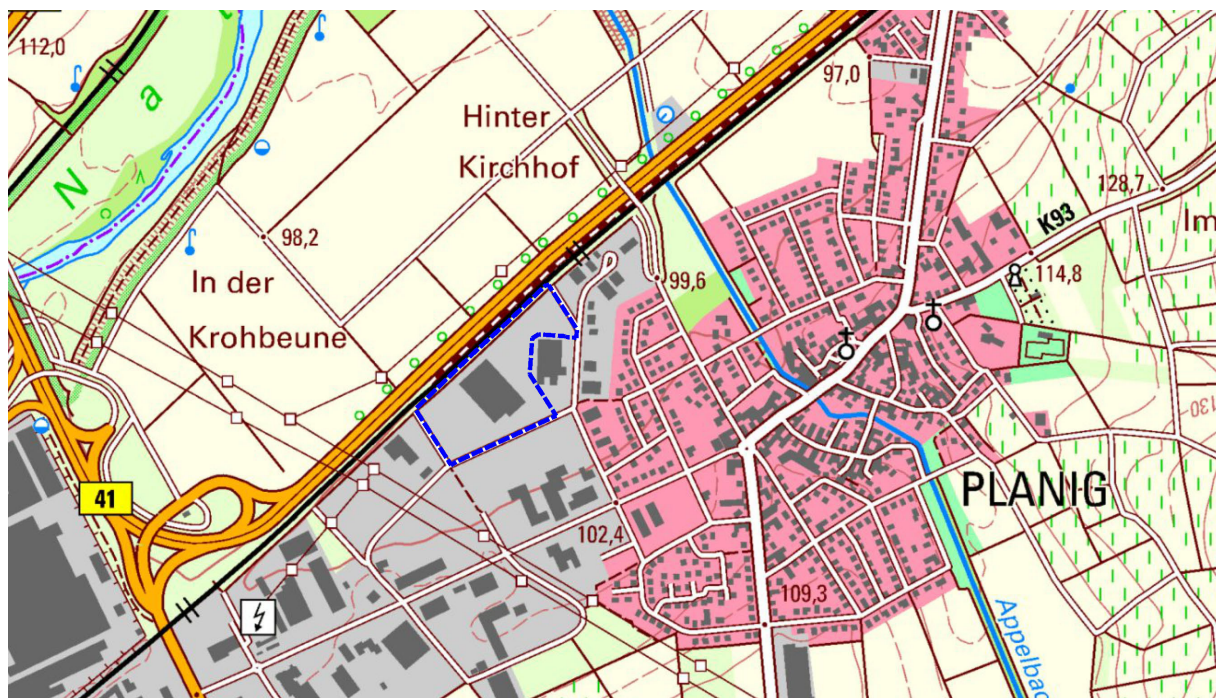 112,0
N
a
t
97,0
Hinter
Kirchhof
128,7
K93
Im
98,2
In der
99,6
114,8
Krohbeune
130
41
PLANIG
102,4
109,3
Appelbac